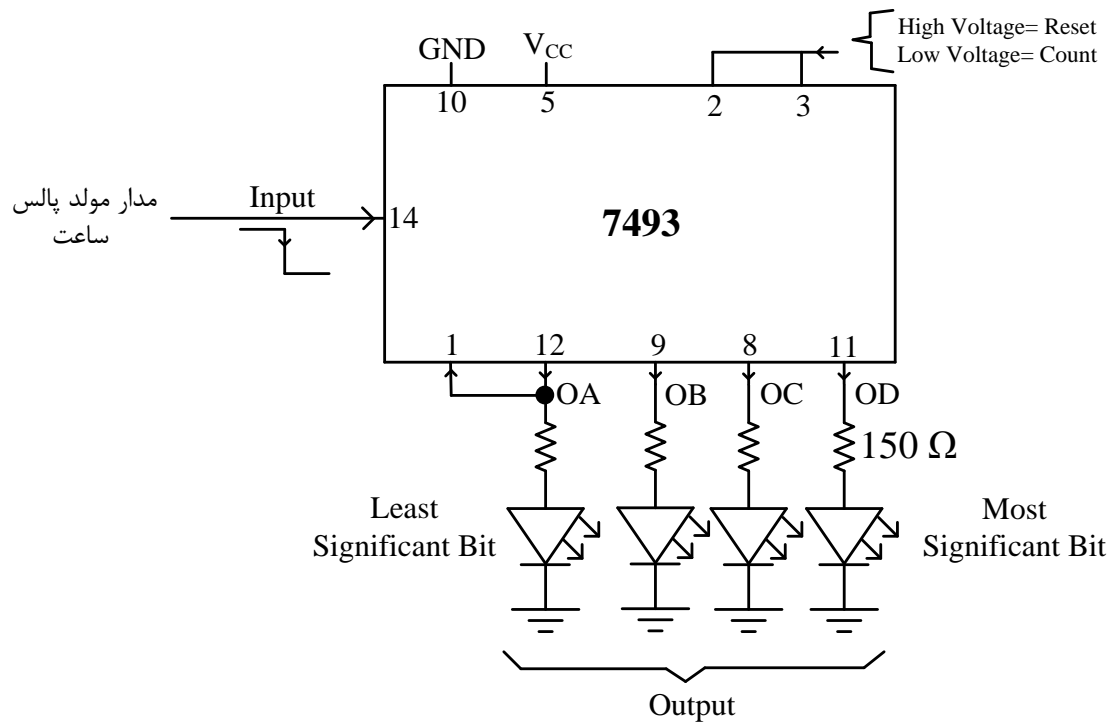 High Voltage= Reset
Low Voltage= Count
GND
VCC
10
5
2
3
مدار مولد پالس
ساعت
Input
14
7493
1
12
9
8
11
OA
OB
OC
OD
150 Ω
Least
Significant Bit
Most
Significant Bit
Output